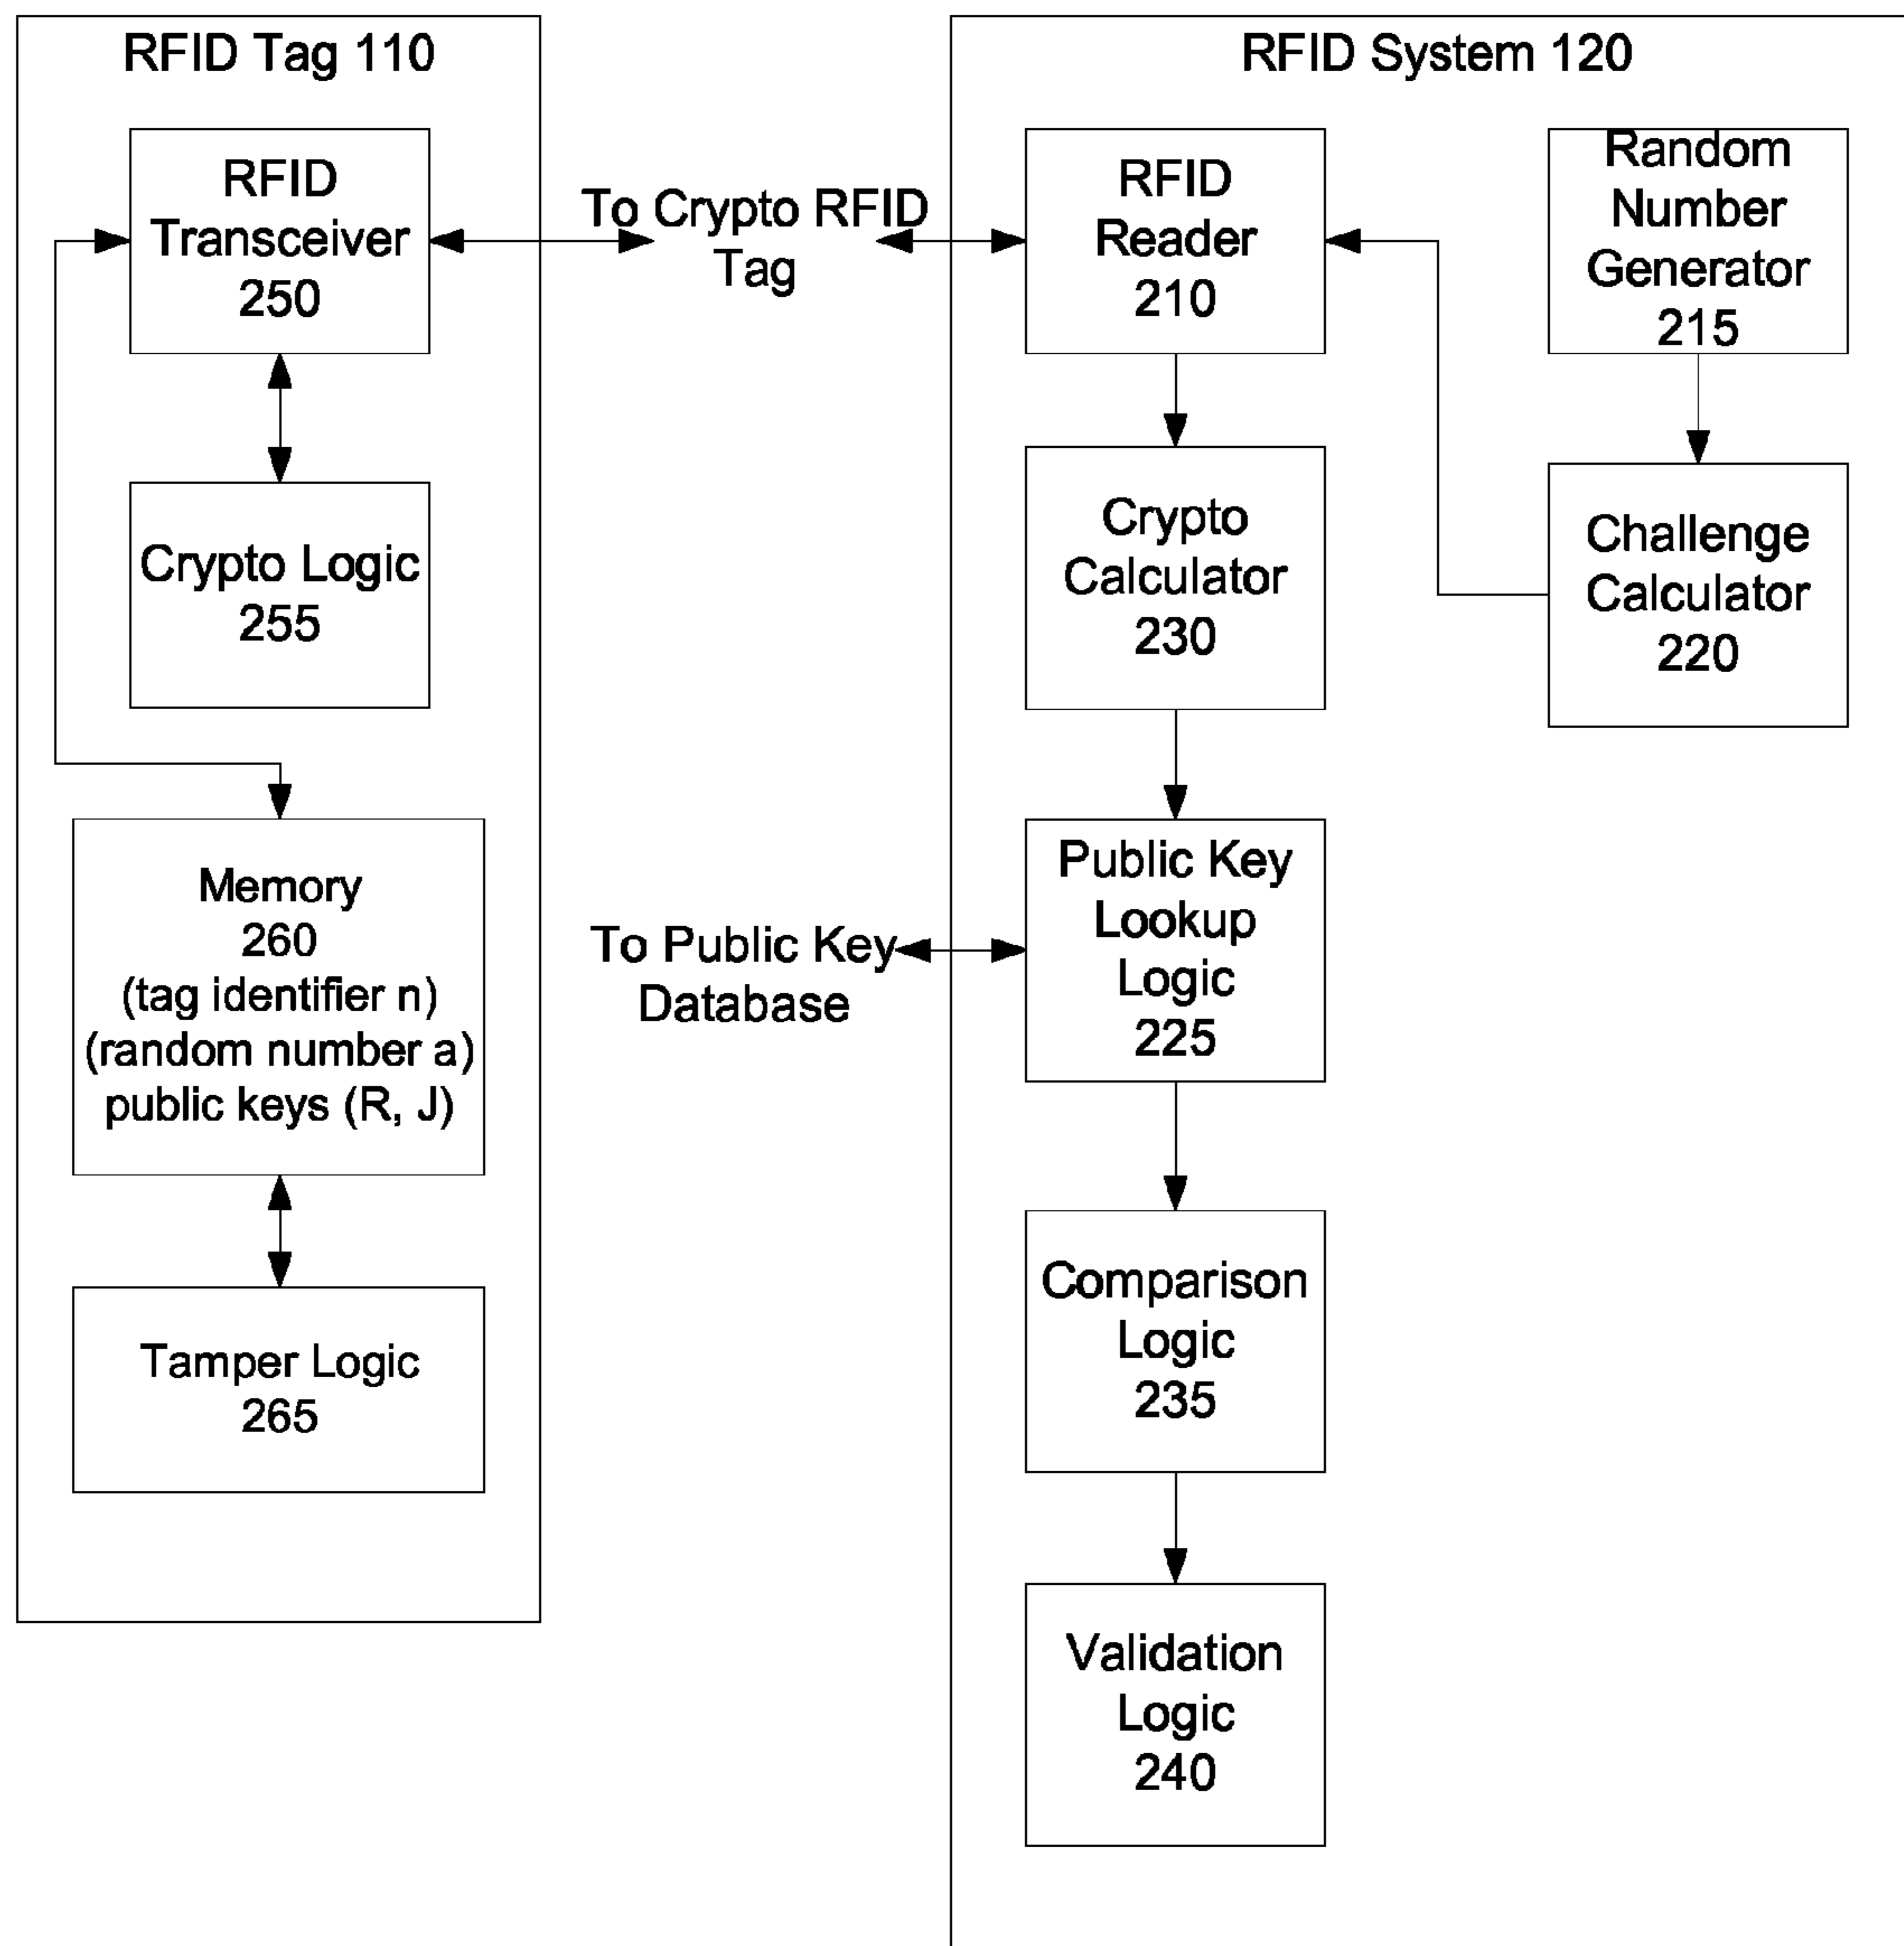 RFID Tag 110
RFID
Transceiver
250
Crypto Logic
255
Memory
260
(tag identifier n)
(random number a)
public keys (R, J)
Tamper Logic
265
To Crypto RFID
Tag
To Public Key
Database
RFID System 120
RFID
Reader
210
Random
Number
Generator
215
Crypto
Calculator
230
Challenge
Calculator
220
Public Key
Lookup
Logic
225
Comparison
Logic
235
Validation
Logic
240